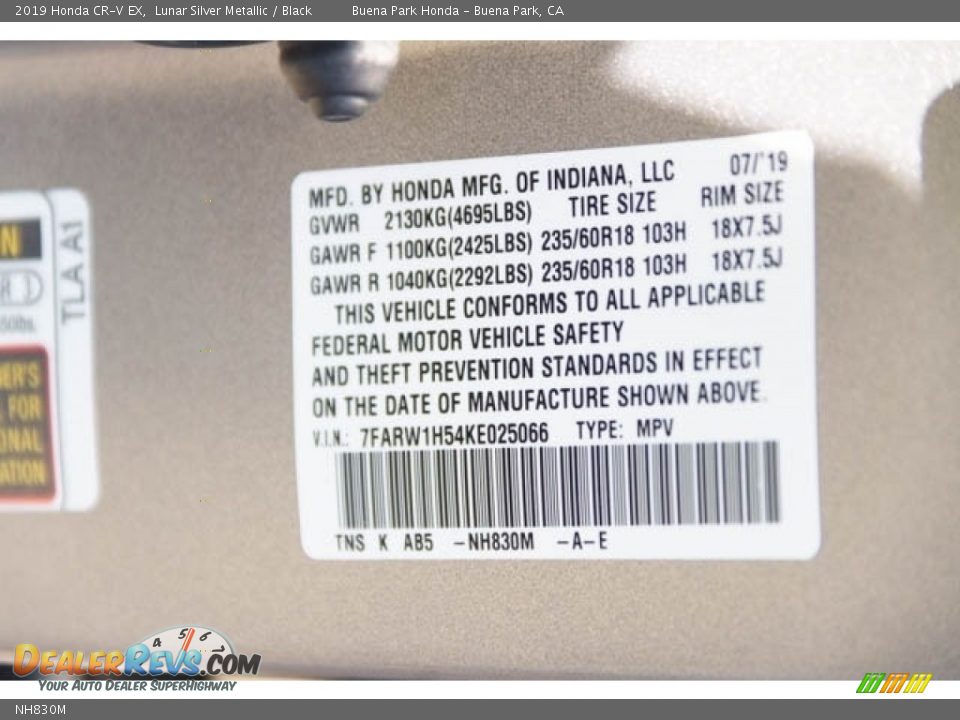 2019 Honda CR-V EX, Lunar Silver Metallic / Black Buena Park Honda - Buena Park, CA
MFD. BY HONDA MFG. OF INDIANA, LLC 07/'19
GVWR 2130KG(4695LBS) TIRE SIZE RIM SIZE
GAWR F 1100KG(2425LBS) 235/60R18 103H 18X7.5J
GAWR R 1040KG(2292LBS) 235/60R18 103H 18X7.5J
THIS VEHICLE CONFORMS TO ALL APPLICABLE
FEDERAL MOTOR VEHICLE SAFETY
AND THEFT PREVENTION STANDARDS IN EFFECT
ON THE DATE OF MANUFACTURE SHOWN ABOVE.
V.I.N.: 7FARW1H54KE025066 TYPE: MPV
TNS K AB5 -NH830M -A-E
TLA A1
FOR
4 5 6
DEALERREVS.COM
YOUR AUTO DEALER SUPERHIGHWAY
NH830M